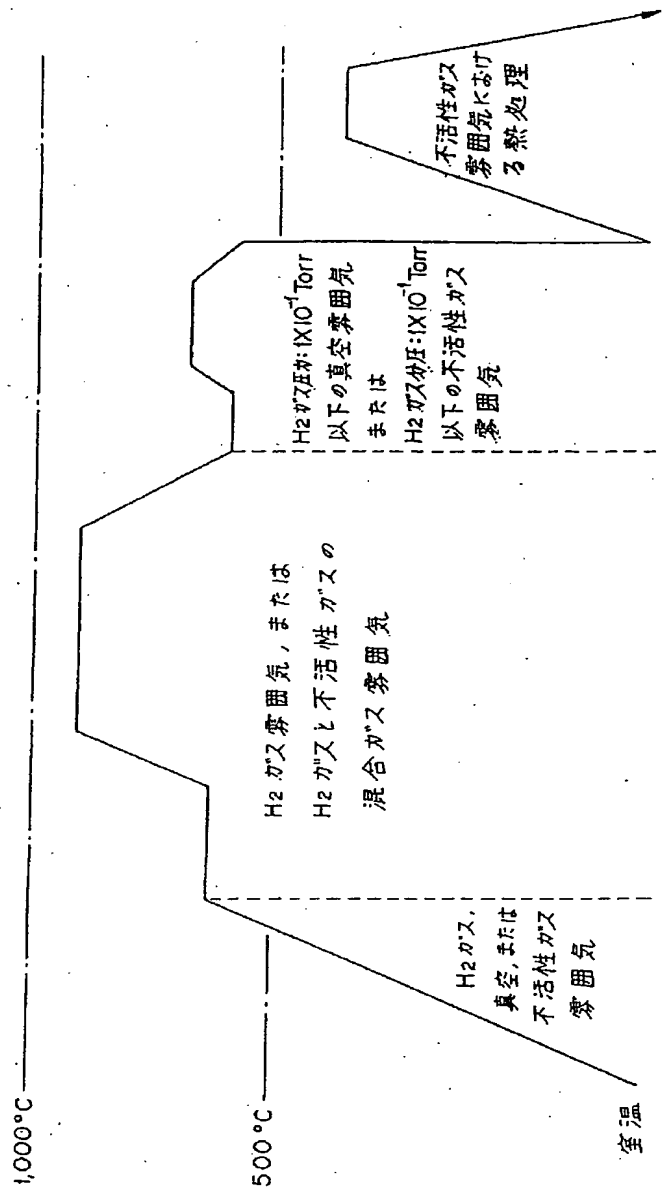 1,000°C
500°C
室温
H2ガス,
真空,または
不活性ガス
雰囲気
H2ガス雰囲気,または
H2ガスと不活性ガスの
混合ガス雰囲気
H2ガス圧力:1X10⁻¹Torr
以下の真空雰囲気
または
H2ガス分圧:1X10⁻¹Torr
以下の不活性ガス
雰囲気
不活性ガス
雰囲気におけ
る熱処理